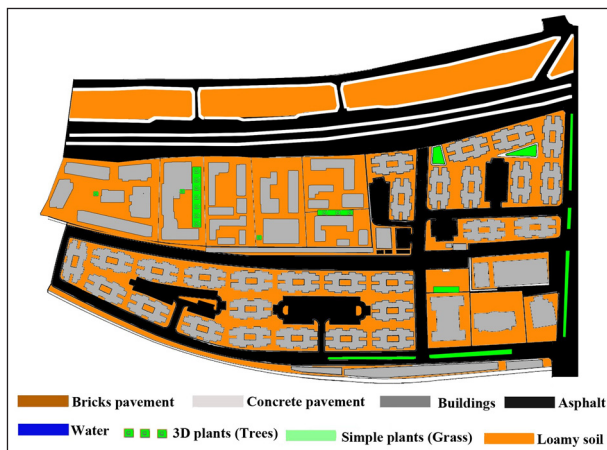 Bricks pavement Concrete pavement Buildings Asphalt
Water 3D plants (Trees) Simple plants (Grass) Loamy soil